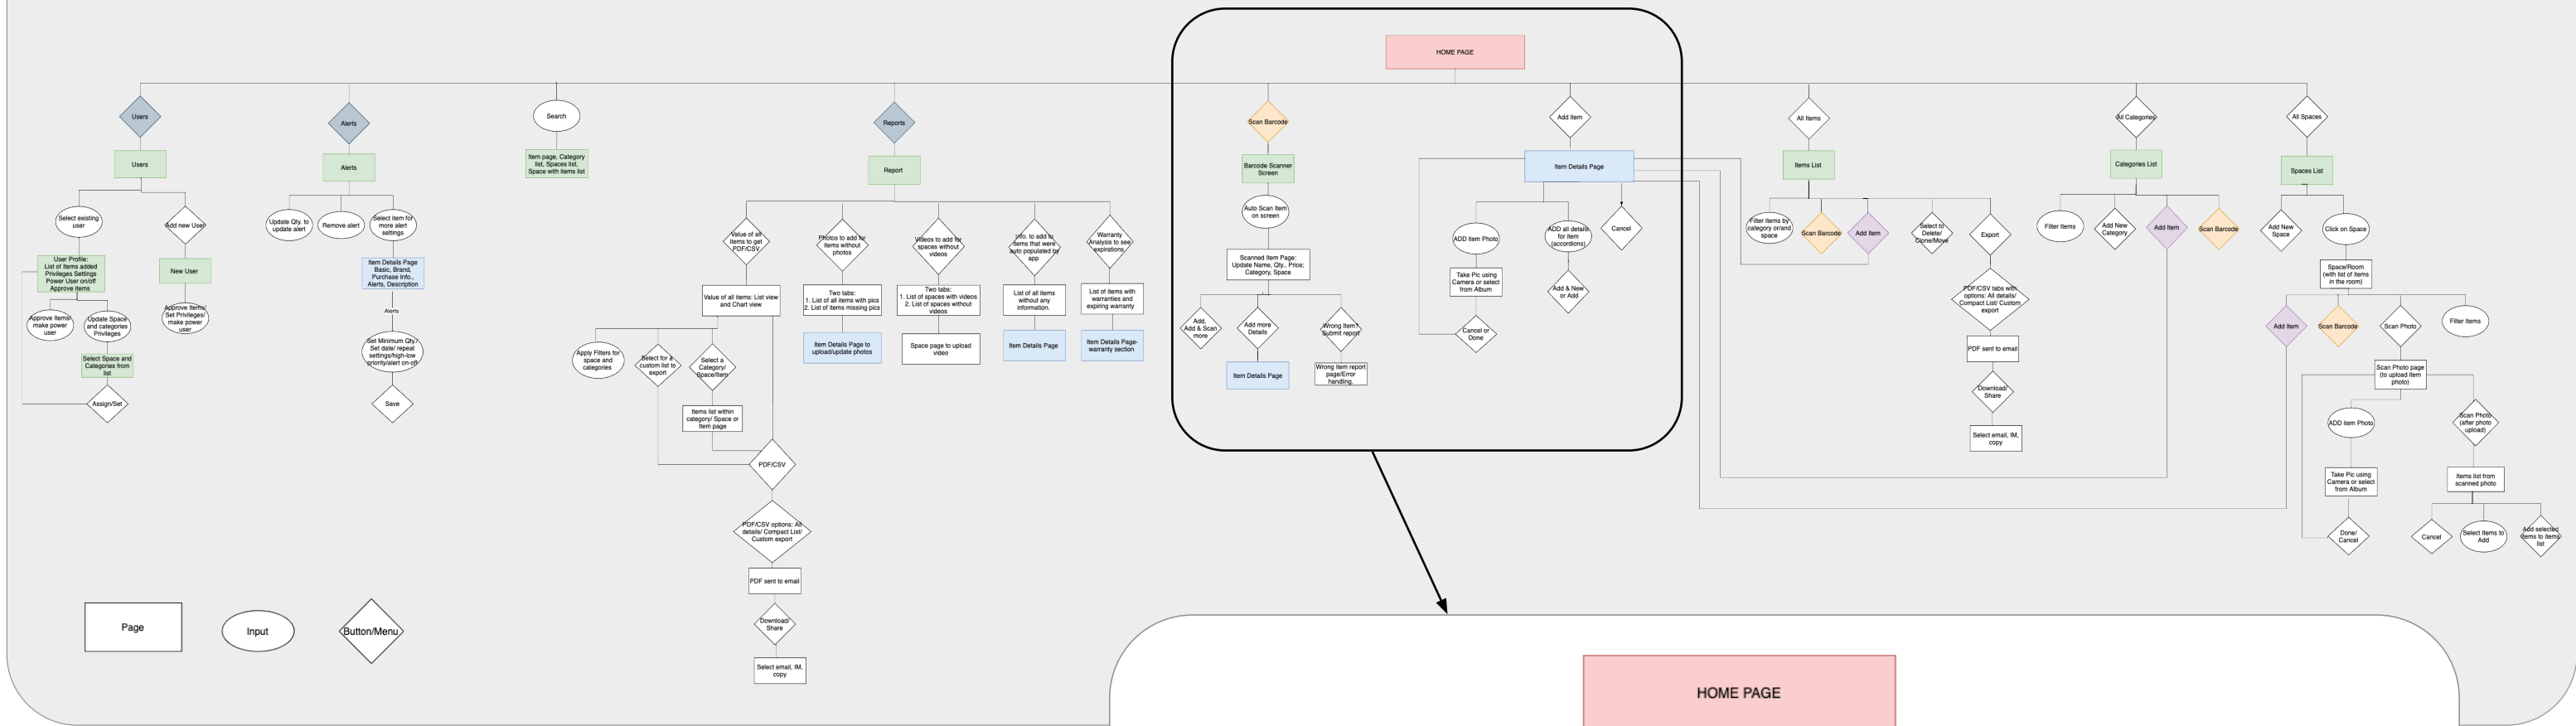 HOME PAGE
Users
Alerts
Search
Reports
Scan Barcode
Add Item
All Items
All Categories
All Spaces
Users
Alerts
Item page, Category
list, Spaces list,
Space with items list
Report
Barcode Scanner
Screen
Item Details Page
Items List
Categories List
Spaces List
Select existing
user
Add new User
Update Qty. to
update alert
Remove alert
Select item for
more alert
settings
Value of all
items to get
PDF/CSV
Photos to add for
items without
photos
Videos to add for
spaces without
videos
Info. to add to
items that were
auto populated by
app
Warranty
Analysis to see
expirations
Auto Scan Item
on screen
ADD item Photo
ADD all details
for item
(accordions)
Cancel
Filter Items by
category or/and
space
Scan Barcode
Add Item
Select to
Delete/
Clone/Move
Export
Filter Items
Add New
Category
Add Item
Scan Barcode
Add New
Space
Click on Space
User Profile:
List of Items added
Privileges Settings
Power User on/off
Approve items
New User
Item Details Page
Basic, Brand,
Purchase Info.,
Alerts, Description
Value of all items: List view
and Chart view
Two tabs:
1. List of all items with pics
2. List of items missing pics
Two tabs:
1. List of spaces with videos
2. List of spaces without
videos
List of all items
without any
information.
List of items with
warranties and
expiring warranty
Scanned Item Page:
Update Name, Qty., Price;
Category, Space
Take Pic using
Camera or select
from Album
Add & New
or Add
PDF/CSV tabs with
options: All details/
Compact List/ Custom
export
Space/Room
(with list of items
in the room)
Approve Items/
make power
user
Update Space
and categories
Privileges
Approve Items/
Set Privileges/
make power
user
Alerts
Set Minimum Qty./
Set date/ repeat
settings/high-low
priority/alert on-off
Apply Filters for
space and
categories
Select for a
custom list to
export
Select a
Category/
Space/Item
Item Details Page to
upload/update photos
Space page to upload
video
Item Details Page
Item Details Page-
warranty section
Add,
Add & Scan
more
Add more
Details
Wrong Item?
Submit report
Cancel or
Done
PDF sent to email
Add Item
Scan Barcode
Scan Photo
Filter Items
Select Space and
Categories from
list
Item Details Page
Wrong item report
page/Error
handling.
Download/
Share
Scan Photo page
(to upload item
photo)
Assign/Set
Save
Items list within
category/ Space or
Item page
Select email, IM,
copy
ADD item Photo
Scan Photo
(after photo
upload)
PDF/CSV
Take Pic using
Camera or select
from Album
Items list from
scanned photo
PDF/CSV options: All
details/ Compact List/
Custom export
Done/
Cancel
Cancel
Select Items to
Add
Add selected
items to items
list
PDF sent to email
Download/
Share
Page
Input
Button/Menu
Select email, IM,
copy
HOME PAGE